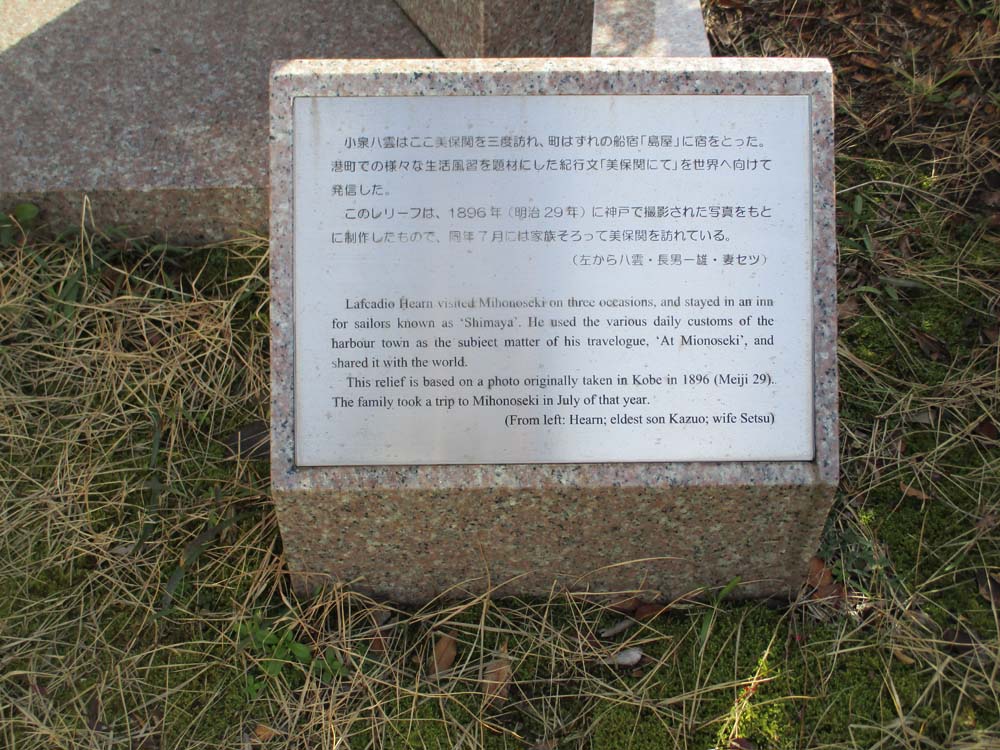 小泉八雲はここ美保関を三度訪れ、町はずれの船宿「島屋」に宿をとった。
港町での様々な生活風習を題材にした紀行文「美保関にて」を世界へ向けて
発信した。
このレリーフは、1896年（明治29年）に神戸で撮影された写真をもと
に制作したもので、同年7月には家族そろって美保関を訪れている。
（左から八雲・長男一雄・妻セツ）
Lafcadio Hearn visited Mihonoseki on three occasions, and stayed in an inn
for sailors known as ‘Shimaya’. He used the various daily customs of the
harbour town as the subject matter of his travelogue, ‘At Mionoseki’, and
shared it with the world.
This relief is based on a photo originally taken in Kobe in 1896 (Meiji 29).
The family took a trip to Mihonoseki in July of that year.
(From left: Hearn; eldest son Kazuo; wife Setsu)